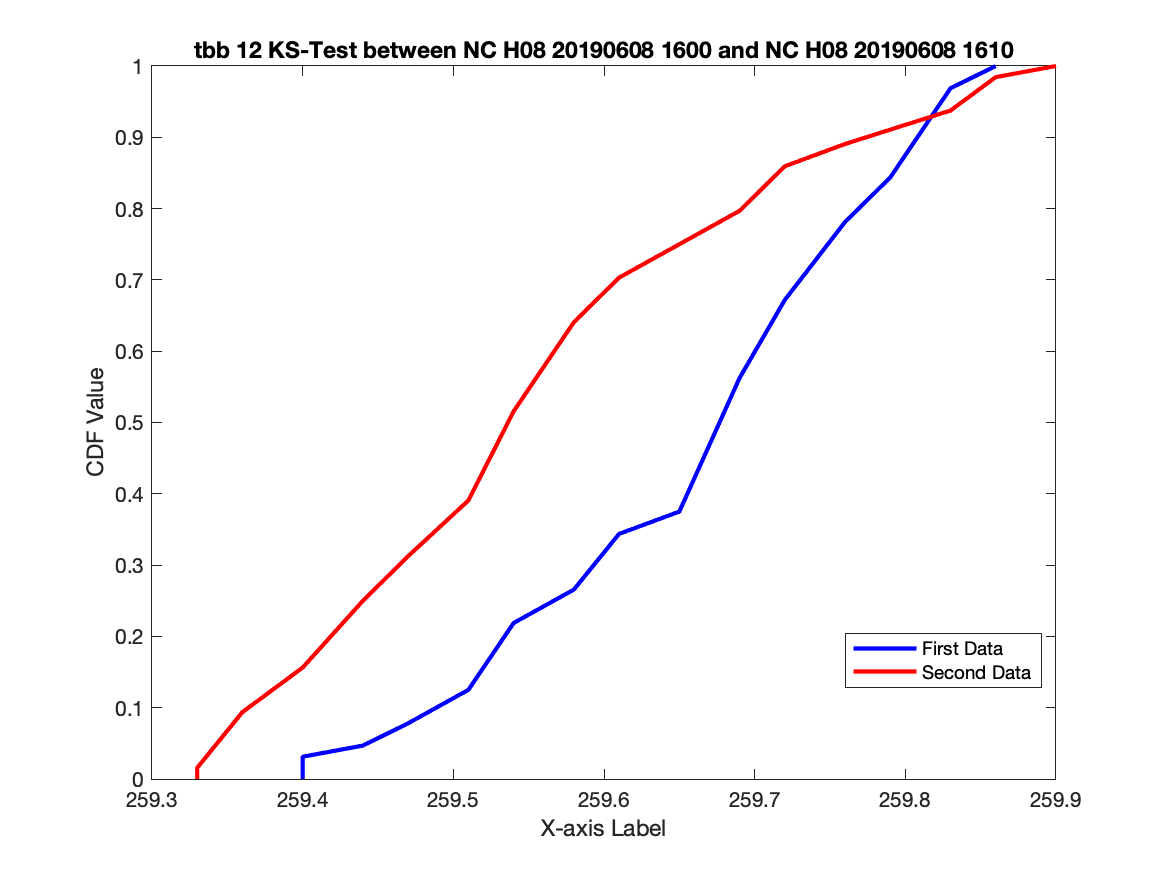 tbb 12 KS-Test between NC H08 20190608 1600 and NC H08 20190608 1610
1
0.9
0.8
0.7
0.6
0.5
0.4
0.3
0.2
0.1
0
CDF Value
First Data
Second Data
259.3 259.4 259.5 259.6 259.7 259.8 259.9
X-axis Label